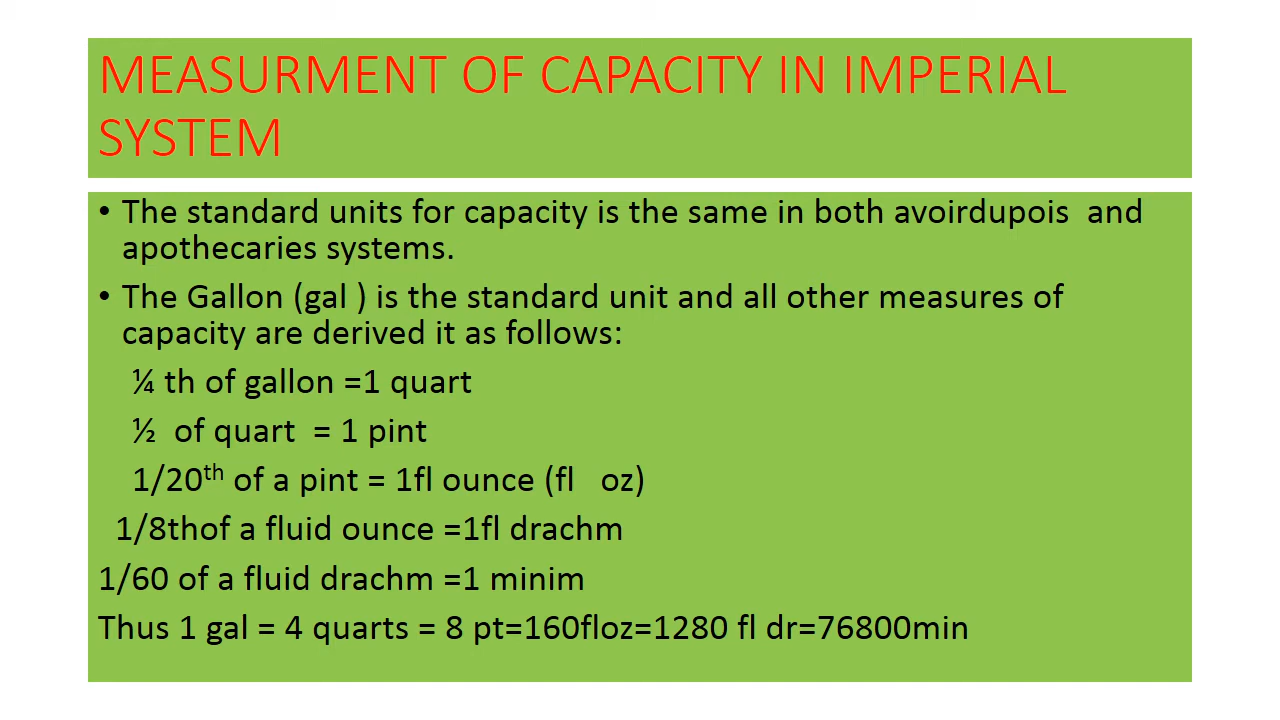 MEASURMENT OF CAPACITY IN IMPERIAL
SYSTEM
• The standard units for capacity is the same in both avoirdupois and
apothecaries systems.
• The Gallon (gal ) is the standard unit and all other measures of
capacity are derived it as follows:
¼ th of gallon =1 quart
½ of quart = 1 pint
1/20th of a pint = 1fl ounce (fl oz)
1/8thof a fluid ounce =1fl drachm
1/60 of a fluid drachm =1 minim
Thus 1 gal = 4 quarts = 8 pt=160floz=1280 fl dr=76800min